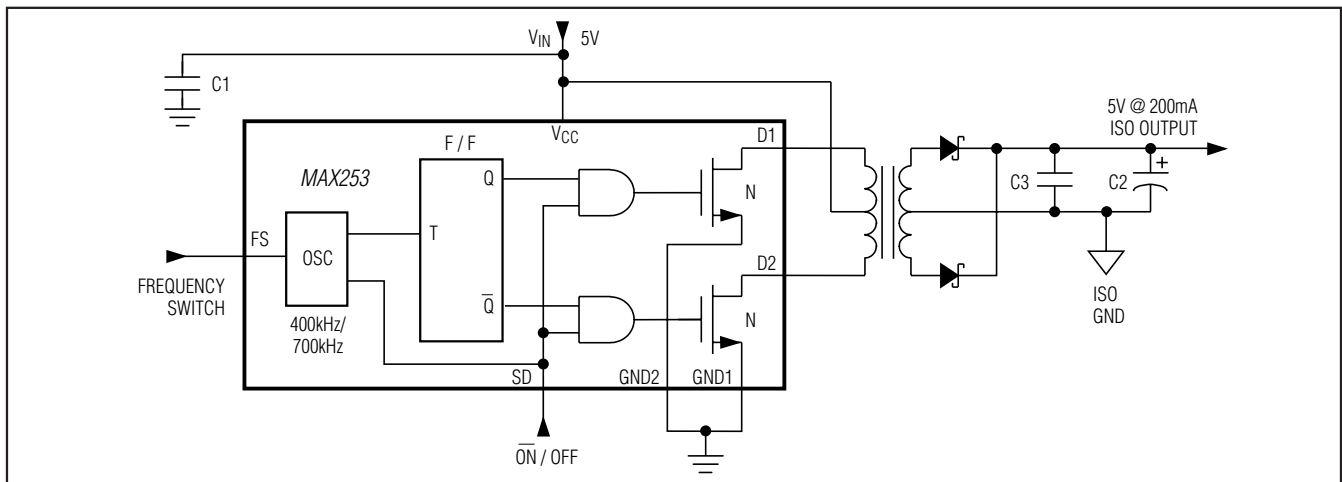 V_IN 5V
C1
V_CC
5V @ 200mA
ISO OUTPUT
F / F
D1
MAX253
Q
N
C3
C2
+
FS
OSC
T
D2
FREQUENCY
SWITCH
Q̅
N
ISO
GND
400kHz/
700kHz
SD
GND2
GND1
O̅N̅ / OFF